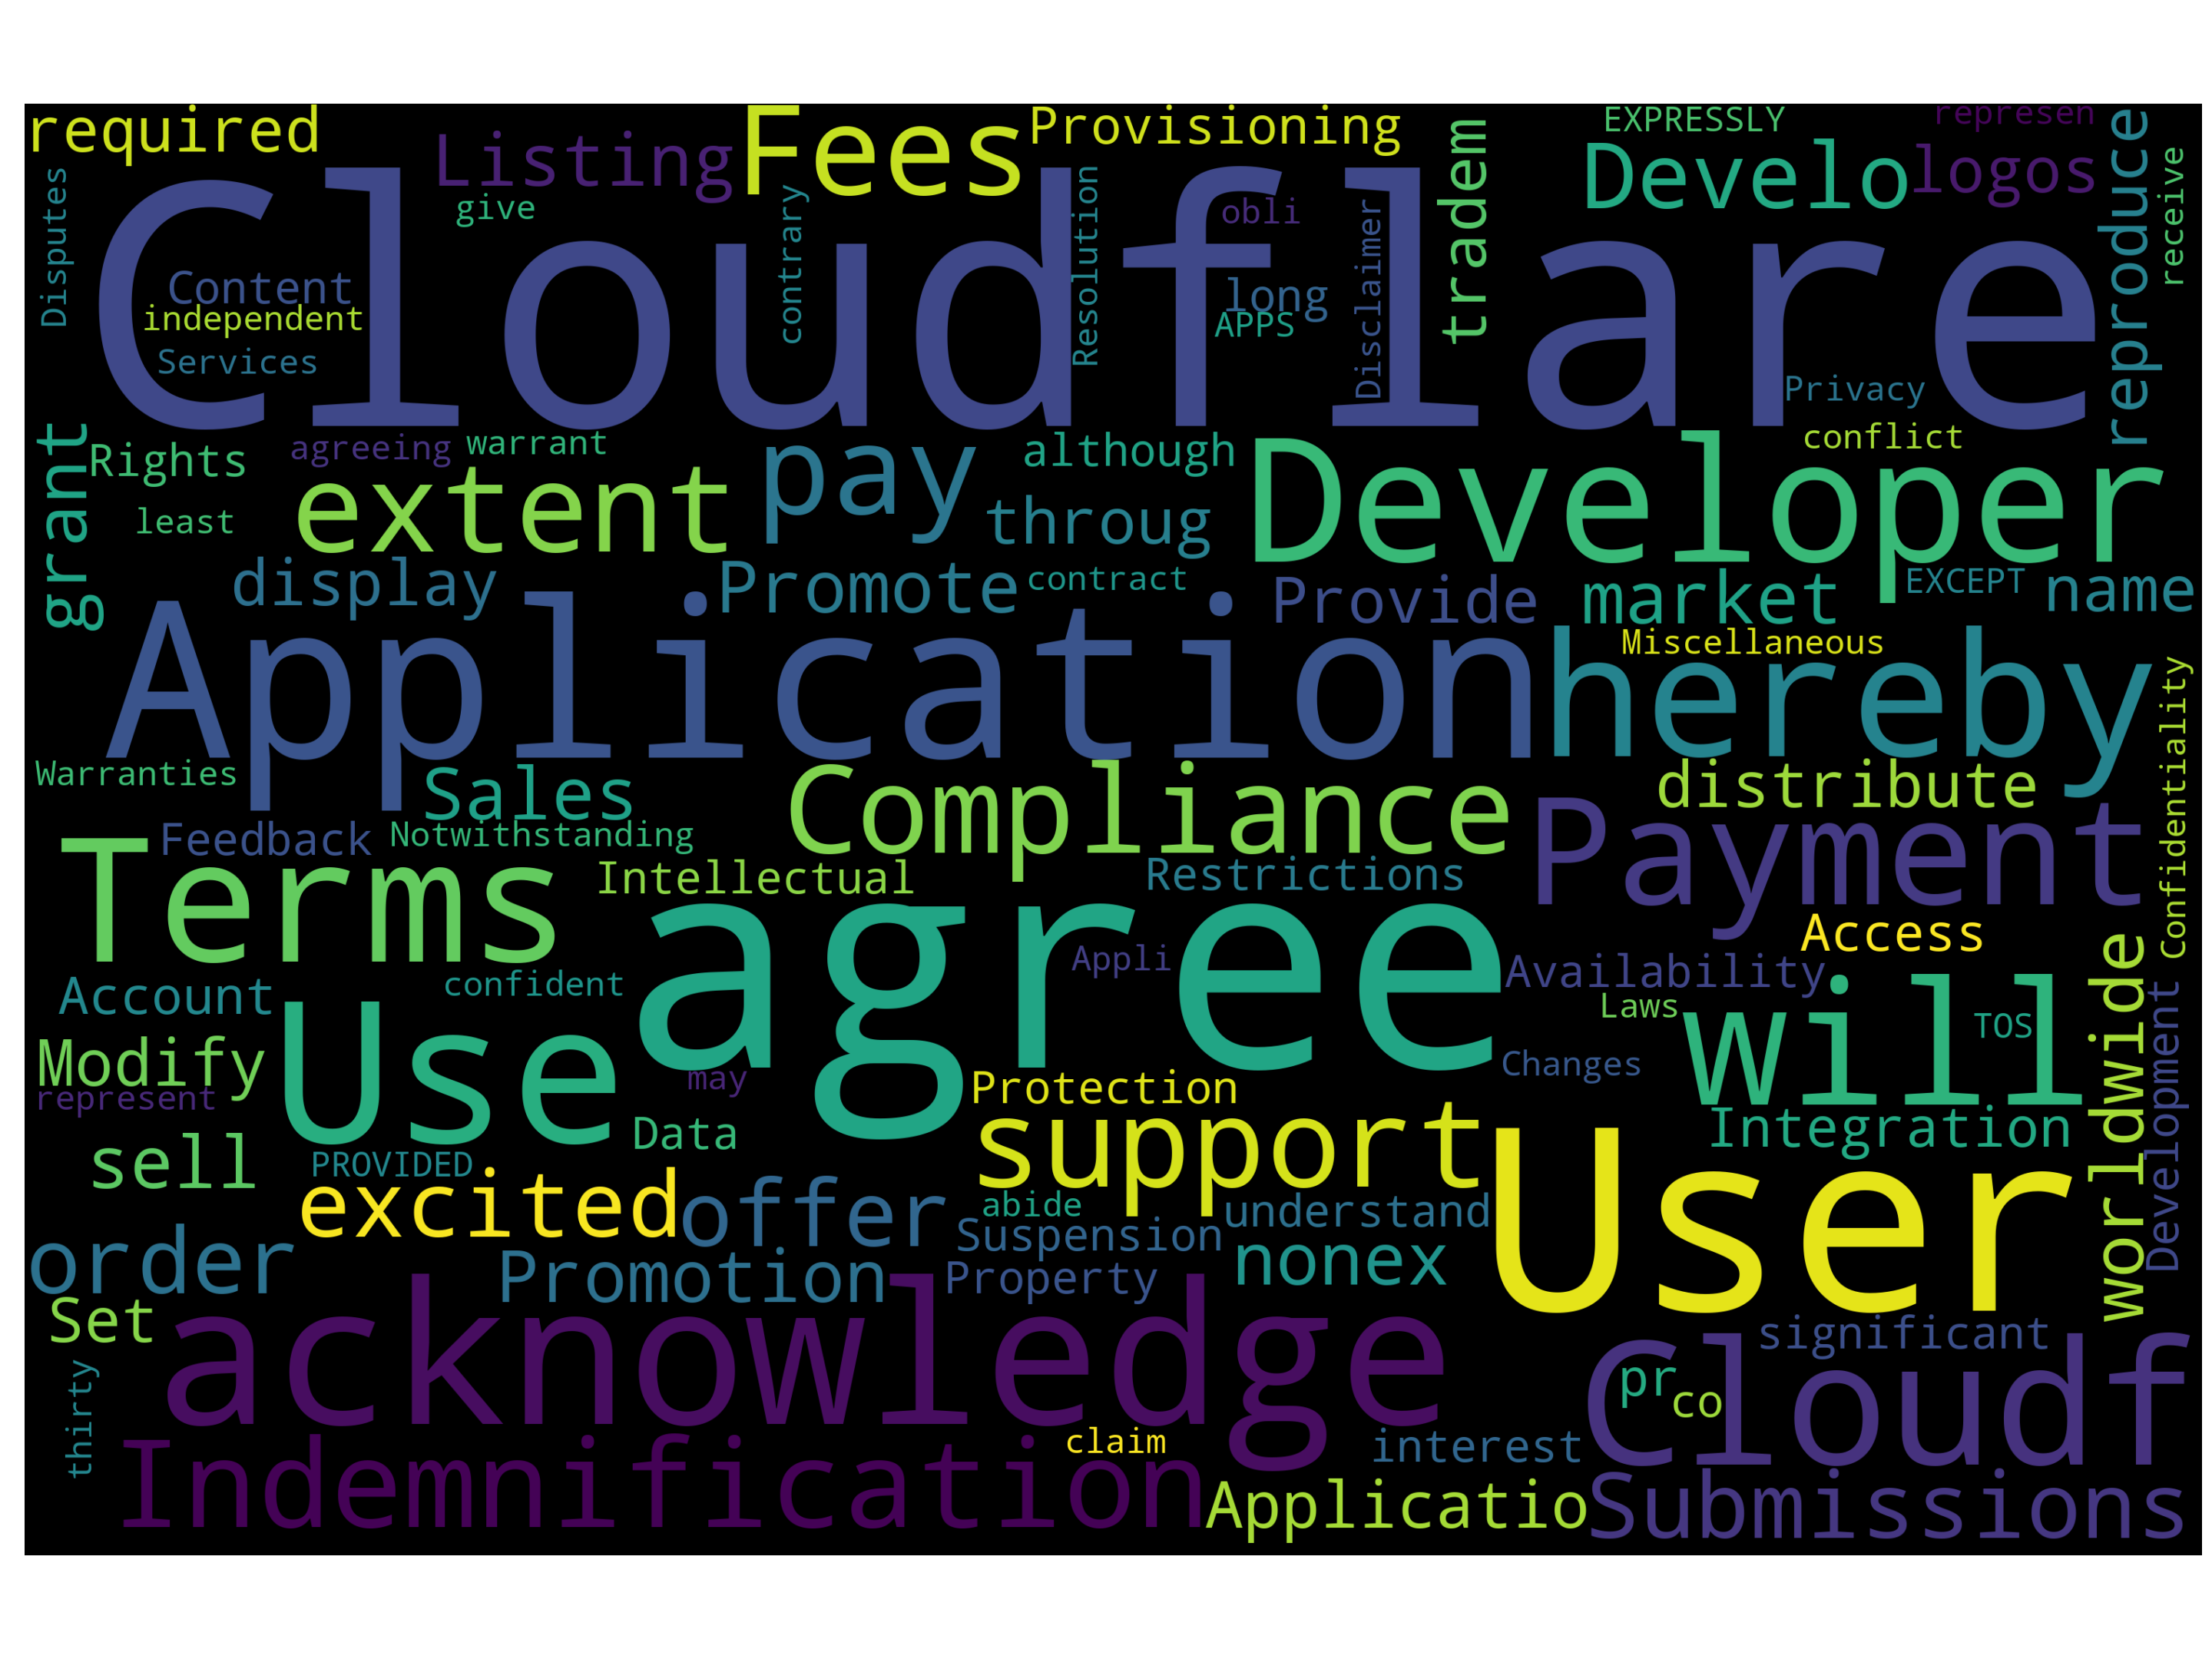 required
Listing
Fees
Provisioning
tradem
EXPRESSLY
represen
Develo
logos
reproduce
receive
Disputes
give
contrary
Resolution
obli
Disclaimer
Cloudflare
Content
independent
Services
long
APPS
Privacy
grant
Rights
agreeing
warrant
extent
pay
although
throug
Developer
conflict
least
display
Promote
contract
Provide
market
EXCEPT
name
Application
hereby
Miscellaneous
Confidentiality
Warranties
Sales
Compliance
distribute
Feedback
Notwithstanding
Payment
Terms
Intellectual
Restrictions
agree
Access
Account
confident
Appli
Availability
worldwide
Development
Use
will
Laws
TOS
Modify
represent
may
Protection
Changes
Data
support
Integration
sell
PROVIDED
User
excited
offer
abide
understand
Suspension
order
Promotion
Property
nonex
Set
acknowledge
significant
Cloudf
pr
co
thirty
Indemnification
claim
interest
Applicatio
Submissions